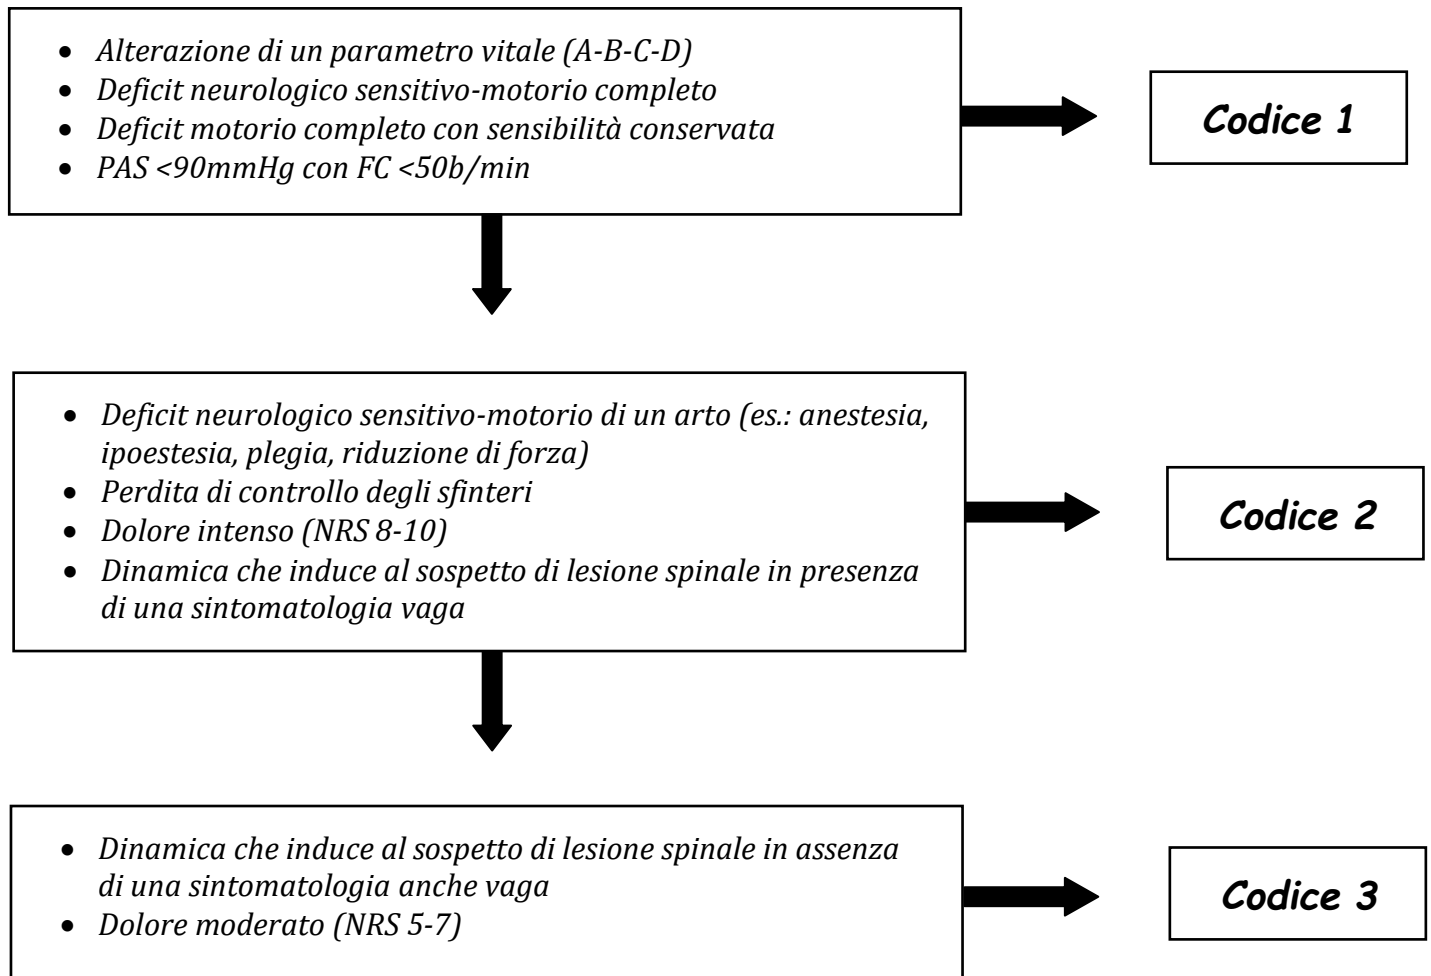 • Alterazione di un parametro vitale (A-B-C-D)
• Deficit neurologico sensitivo-motorio completo
• Deficit motorio completo con sensibilità conservata
• PAS <90mmHg con FC <50b/min
Codice 1
• Deficit neurologico sensitivo-motorio di un arto (es.: anestesia,
ipoestesia, plegia, riduzione di forza)
• Perdita di controllo degli sfinteri
• Dolore intenso (NRS 8-10)
• Dinamica che induce al sospetto di lesione spinale in presenza
di una sintomatologia vaga
Codice 2
• Dinamica che induce al sospetto di lesione spinale in assenza
di una sintomatologia anche vaga
• Dolore moderato (NRS 5-7)
Codice 3